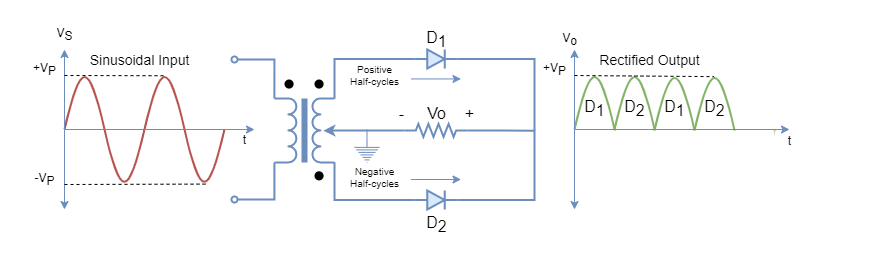 Vs
+Vp
Sinusoidal Input
-Vp
t
D1
Positive
Half-cycles
- Vo +
Negative
Half-cycles
D2
Vo
+Vp
Rectified Output
D1 D2 D1 D2
t